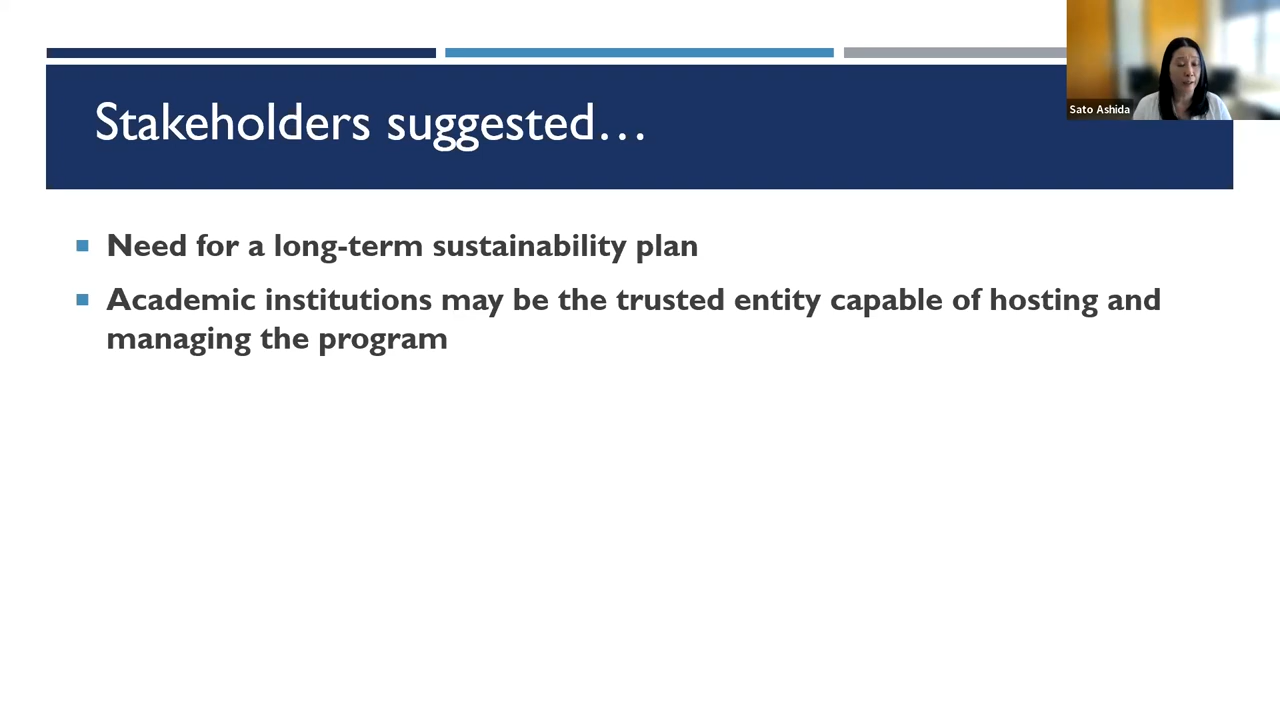 Stakeholders suggested…
Sato Ashida
Need for a long-term sustainability plan
Academic institutions may be the trusted entity capable of hosting and
managing the program